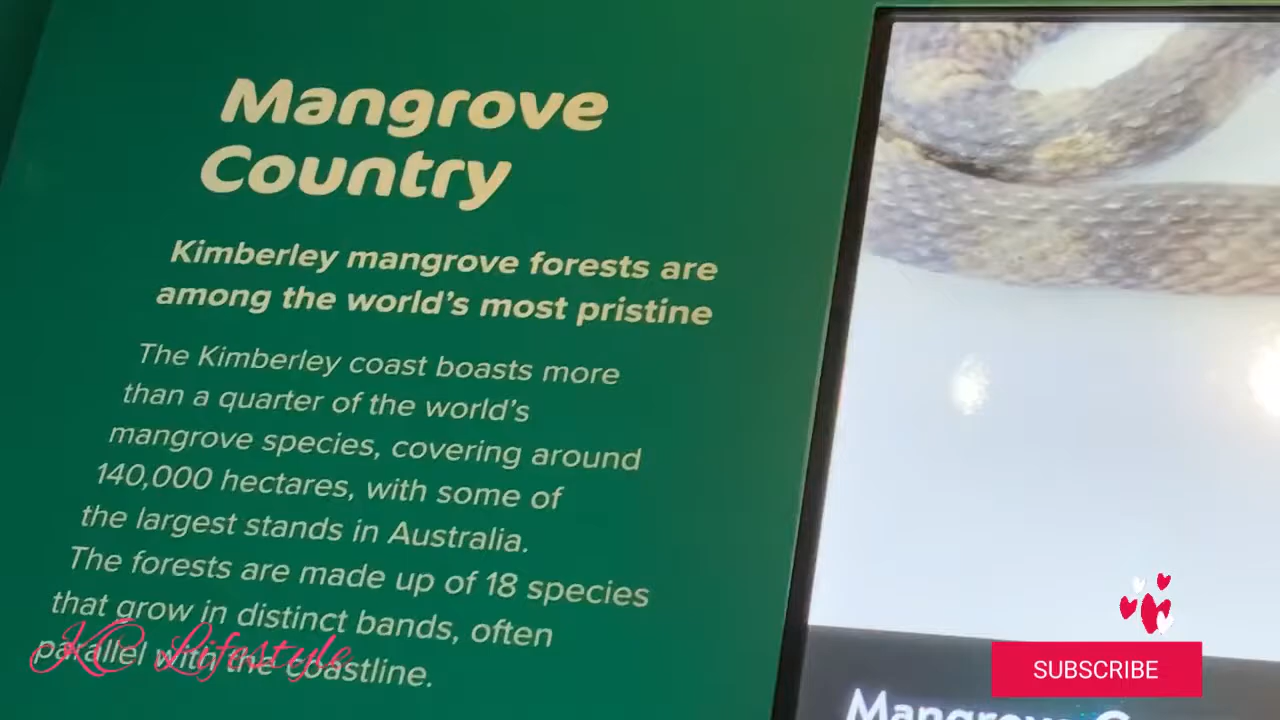 Mangrove
Country
Kimberley mangrove forests are
among the world's most pristine
The Kimberley coast boasts more
than a quarter of the world's
mangrove species, covering around
140,000 hectares, with some of
the largest stands in Australia.
The forests are made up of 18 species
that grow in distinct bands, often
parallel with the coastline.
KC Lifestyle
SUBSCRIBE
Mangrove